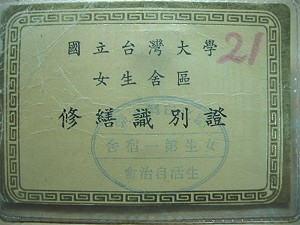 國立台灣大學
21
女生舍區
修繕識別證
女生第一宿舍
生活自治會